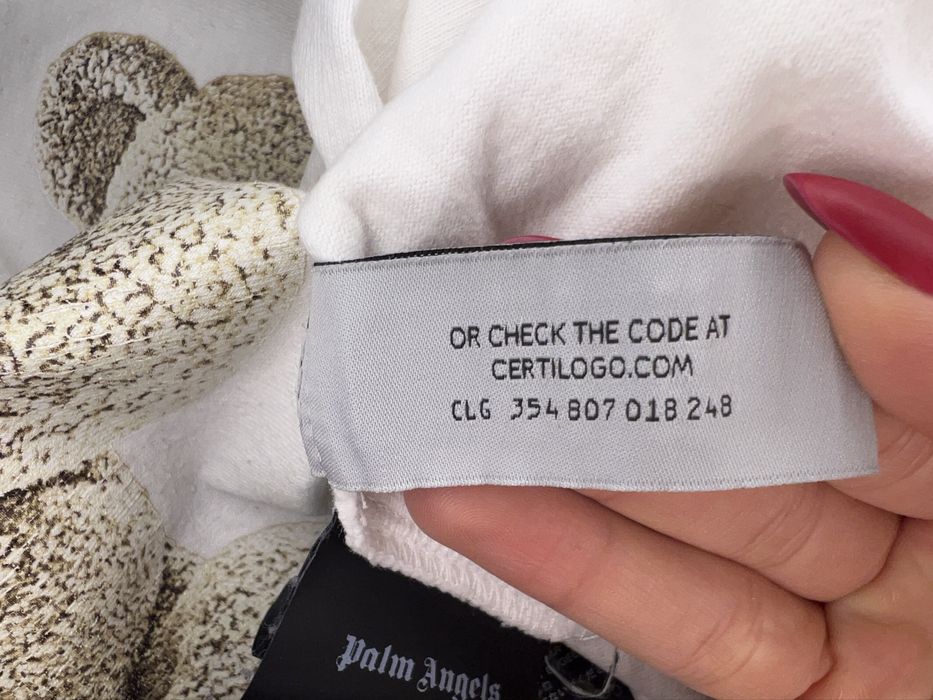 OR CHECK THE CODE AT
CERTILOGO.COM
CLG 354 807 018 248
Palm Angels